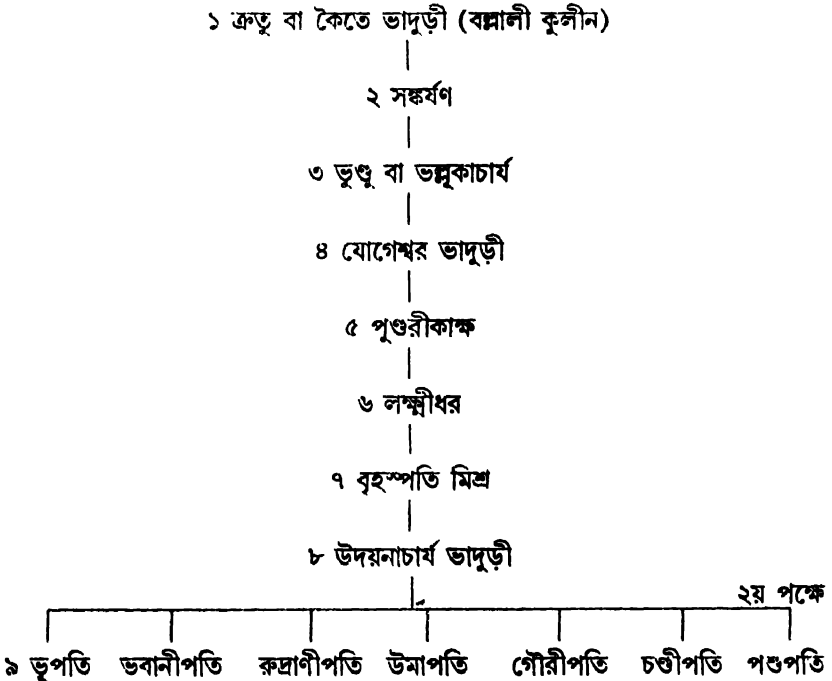 ১ ক্রতু বা কৈতে ভাদুড়ী (বল্লালী কুলীন)
২ সঙ্কর্ষণ
৩ ভুণ্ডু বা ভল্লূকাচার্য
৪ যোগেশ্বর ভাদুড়ী
৫ পুণ্ডরীকাক্ষ
৬ লক্ষ্মীধর
৭ বৃহস্পতি মিশ্র
৮ উদয়নাচার্য ভাদুড়ী
২য় পক্ষে
৯ ভূপতি ভবানীপতি রুদ্রাণীপতি উমাপতি গৌরীপতি চণ্ডীপতি পশুপতি